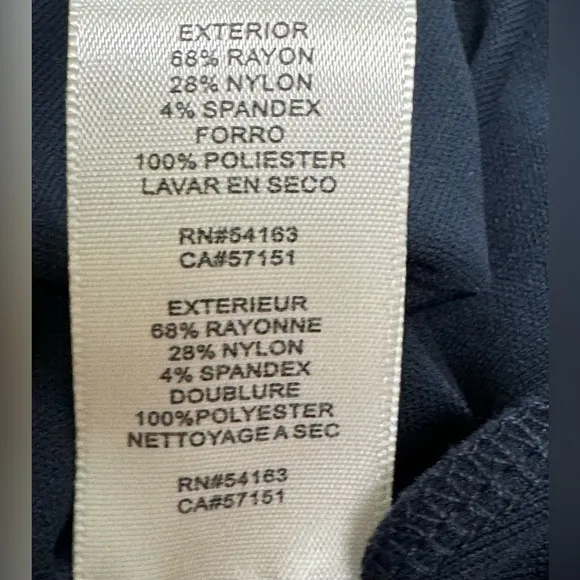 EXTERIOR
68% RAYON
28% NYLON
4% SPANDEX
FORRO
100% POLIESTER
LAVAR EN SECO
RN#54163
CA#57151
EXTERIEUR
68% RAYONNE
28% NYLON
4% SPANDEX
DOUBLURE
100%POLYESTER
NETTOYAGE A SEC
RN#54163
CA#57151